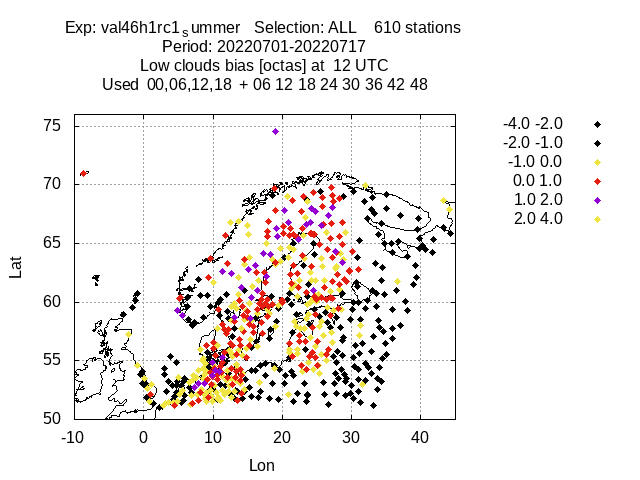 Exp: val46h1rc1summer Selection: ALL 610 stations
Period: 20220701-20220717
Low clouds bias [octas] at 12 UTC
Used 00,06,12,18 + 06 12 18 24 30 36 42 48
-4.0 -2.0
-2.0 -1.0
-1.0 0.0
0.0 1.0
1.0 2.0
2.0 4.0
75
70
65
60
55
50
Lat
-10 0 10 20 30 40
Lon